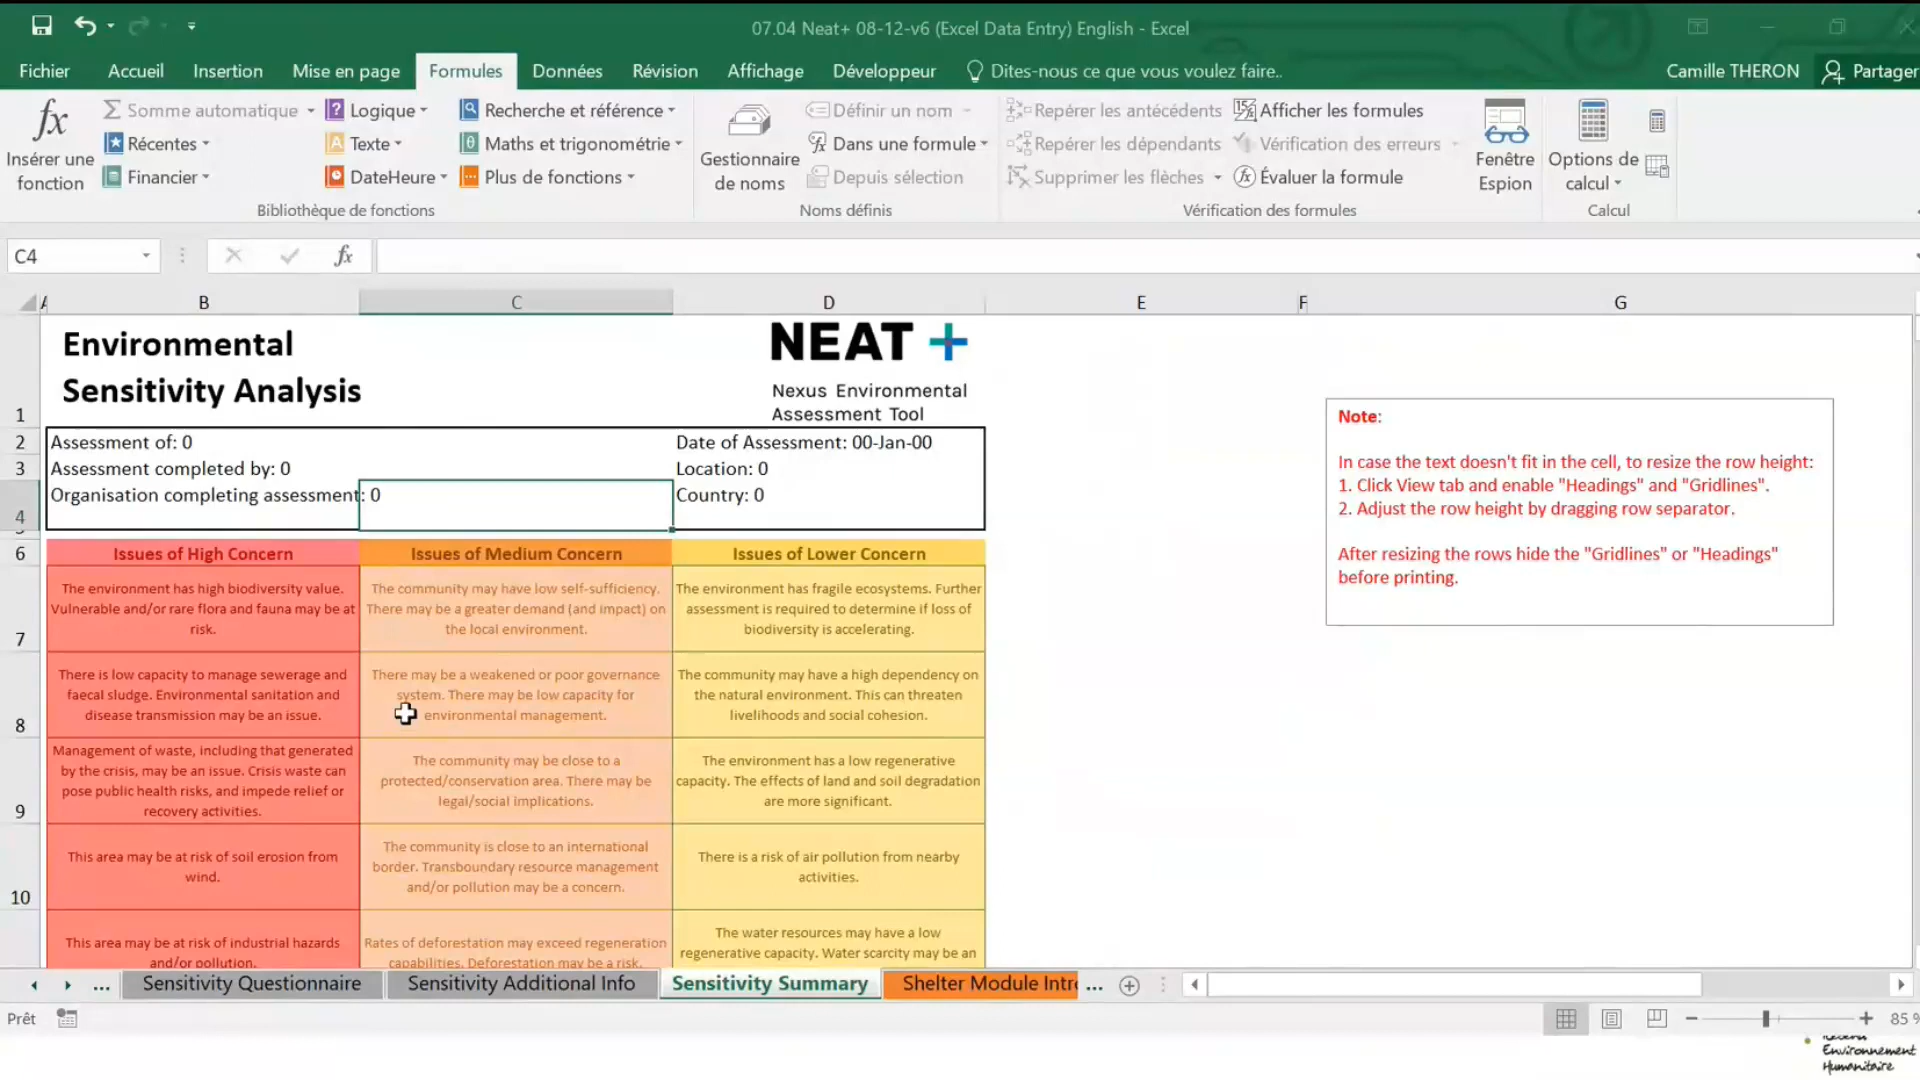 07.04 Neat+ 08-12-v6 (Excel Data Entry) English - Excel
Fichier Accueil Insertion Mise en page Formules Données Révision Affichage Développeur Dites-nous ce que vous voulez faire.. Camille THERON Partager
fx Insérer une fonction
Somme automatique
Récentes
Financier
Logique
Texte
DateHeure
Recherche et référence
Maths et trigonométrie
Plus de fonctions
Bibliothèque de fonctions
Gestionnaire de noms
Définir un nom
Dans une formule
Depuis sélection
Noms définis
Repérer les antécédents
Repérer les dépendants
Supprimer les flèches
Afficher les formules
Vérification des erreurs
Évaluer la formule
Vérification des formules
Fenêtre Espion
Options de calcul
Calcul
C4 fx
A B C D E F G
Environmental
Sensitivity Analysis
NEAT +
Nexus Environmental
Assessment Tool
1
2 Assessment of: 0 Date of Assessment: 00-Jan-00
3 Assessment completed by: 0 Location: 0
4 Organisation completing assessment: 0 Country: 0
6 Issues of High Concern Issues of Medium Concern Issues of Lower Concern
7
The environment has high biodiversity value.
Vulnerable and/or rare flora and fauna may be at
risk.
The community may have low self-sufficiency.
There may be a greater demand (and impact) on
the local environment.
The environment has fragile ecosystems. Further
assessment is required to determine if loss of
biodiversity is accelerating.
8
There is low capacity to manage sewerage and
faecal sludge. Environmental sanitation and
disease transmission may be an issue.
There may be a weakened or poor governance
system. There may be low capacity for
environmental management.
The community may have a high dependency on
the natural environment. This can threaten
livelihoods and social cohesion.
9
Management of waste, including that generated
by the crisis, may be an issue. Crisis waste can
pose public health risks, and impede relief or
recovery activities.
The community may be close to a
protected/conservation area. There may be
legal/social implications.
The environment has a low regenerative
capacity. The effects of land and soil degradation
are more significant.
10
This area may be at risk of soil erosion from
wind.
The community is close to an international
border. Transboundary resource management
and/or pollution may be a concern.
There is a risk of air pollution from nearby
activities.
This area may be at risk of industrial hazards
and/or pollution.
Rates of deforestation may exceed regeneration
capabilities. Deforestation may be a risk.
The water resources may have a low
regenerative capacity. Water scarcity may be an
Note:
In case the text doesn't fit in the cell, to resize the row height:
1. Click View tab and enable "Headings" and "Gridlines".
2. Adjust the row height by dragging row separator.
After resizing the rows hide the "Gridlines" or "Headings"
before printing.
... Sensitivity Questionnaire Sensitivity Additional Info Sensitivity Summary Shelter Module Intr ...
Prêt 85 %
Environnement
Humanitaire